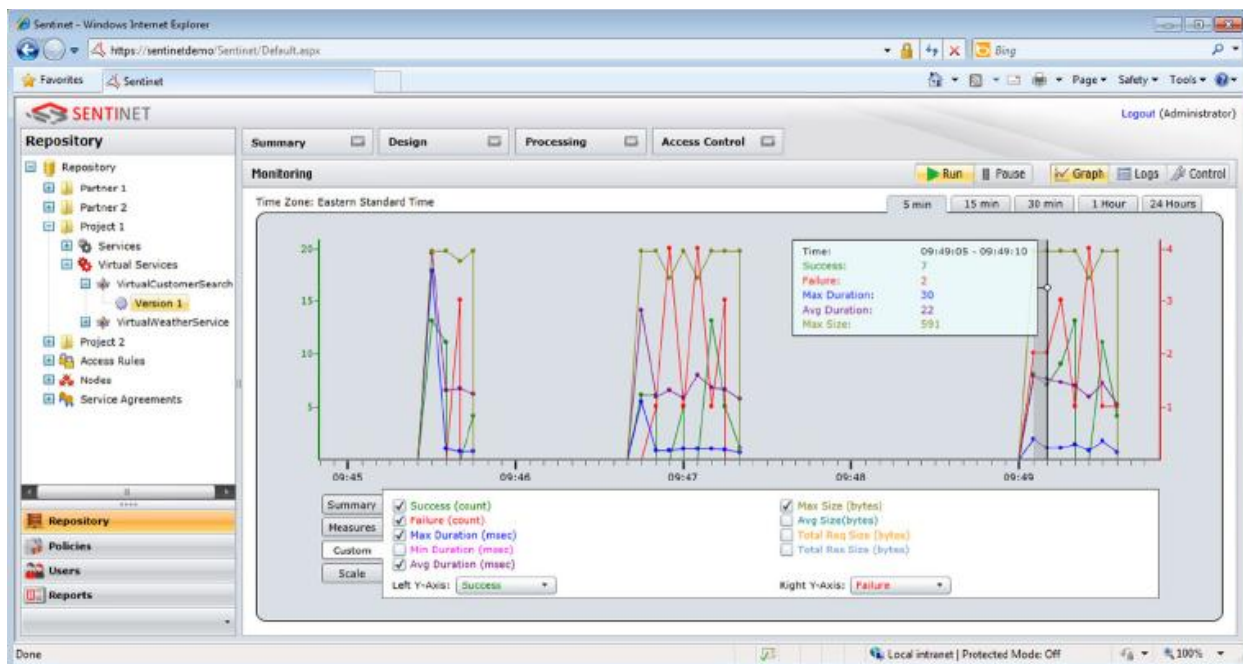 Sentinet - Windows Internet Explorer
https://sentinetdemo/Sentinet/Default.aspx
Bing
Favorites
Sentinet
Page
Safety
Tools
SENTINET
Logout (Administrator)
Repository
Summary
Design
Processing
Access Control
Repository
Partner 1
Partner 2
Project 1
Services
Virtual Services
VirtualCustomerSearch
Version 1
VirtualWeatherService
Project 2
Access Rules
Nodes
Service Agreements
Monitoring
Run
Pause
Graph
Logs
Control
Time Zone: Eastern Standard Time
5 min
15 min
30 min
1 Hour
24 Hours
20
15
10
5
Time: 09:49:05 - 09:49:10
Success: 7
Failure: 2
Max Duration: 30
Avg Duration: 22
Max Size: 591
4
3
2
1
09:45
09:46
09:47
09:48
09:49
Summary
Measures
Custom
Scale
Success (count)
Failure (count)
Max Duration (msec)
Min Duration (msec)
Avg Duration (msec)
Max Size (bytes)
Avg Size(bytes)
Total Req Size (bytes)
Total Res Size (bytes)
Left Y-Axis: Success
Right Y-Axis: Failure
Repository
Policies
Users
Reports
Done
Local intranet | Protected Mode: Off
100%